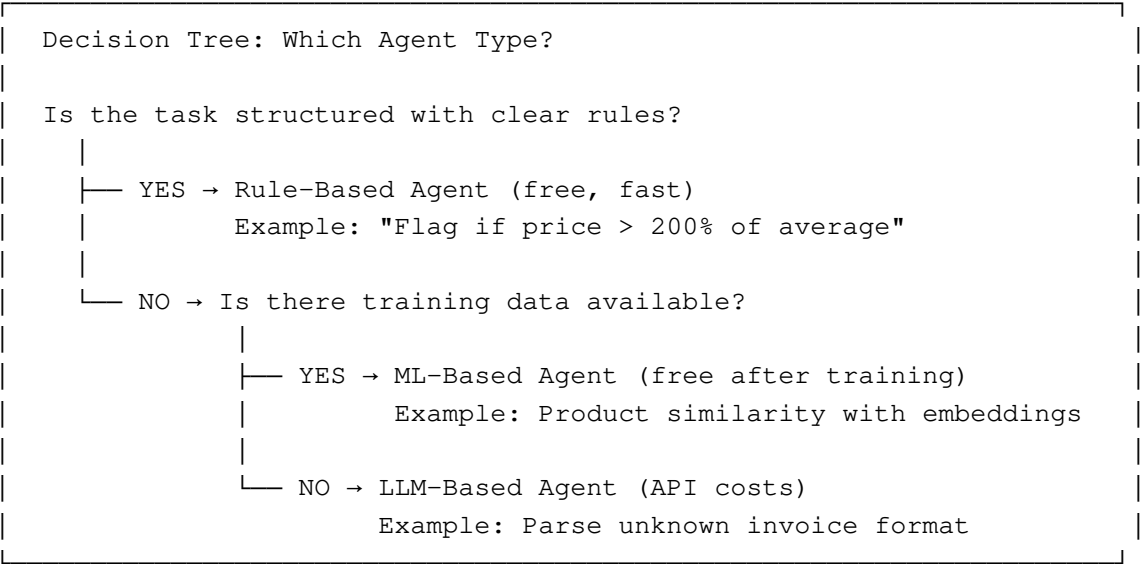 Decision Tree: Which Agent Type?
Is the task structured with clear rules?
├── YES → Rule-Based Agent (free, fast)
Example: "Flag if price > 200% of average"
└── NO → Is there training data available?
├── YES → ML-Based Agent (free after training)
Example: Product similarity with embeddings
└── NO → LLM-Based Agent (API costs)
Example: Parse unknown invoice format